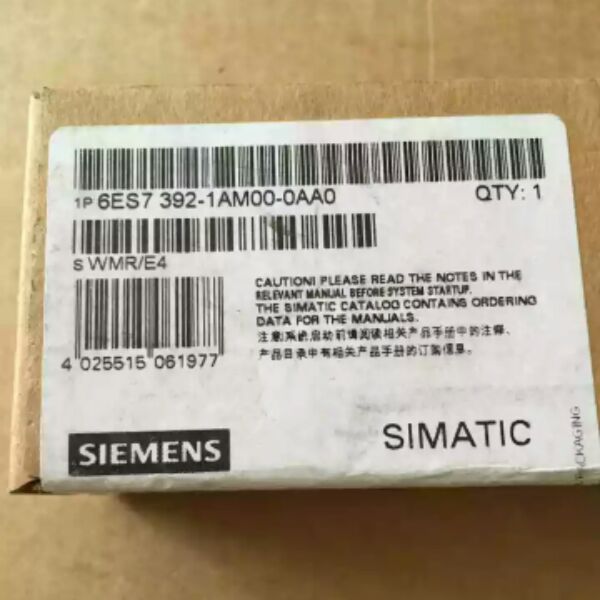 1P 6ES7 392-1AM00-0AA0 QTY: 1
S WMR/E4
CAUTION! PLEASE READ THE NOTES IN THE
RELEVANT MANUAL BEFORE SYSTEM STARTUP.
THE SIMATIC CATALOG CONTAINS ORDERING
DATA FOR THE MANUALS.
注意!系统启动前请阅读相关产品手册中的注释、
产品目录中有相关产品手册的订购信息。
4 025515 061977
SIEMENS
SIMATIC
PACKAGING